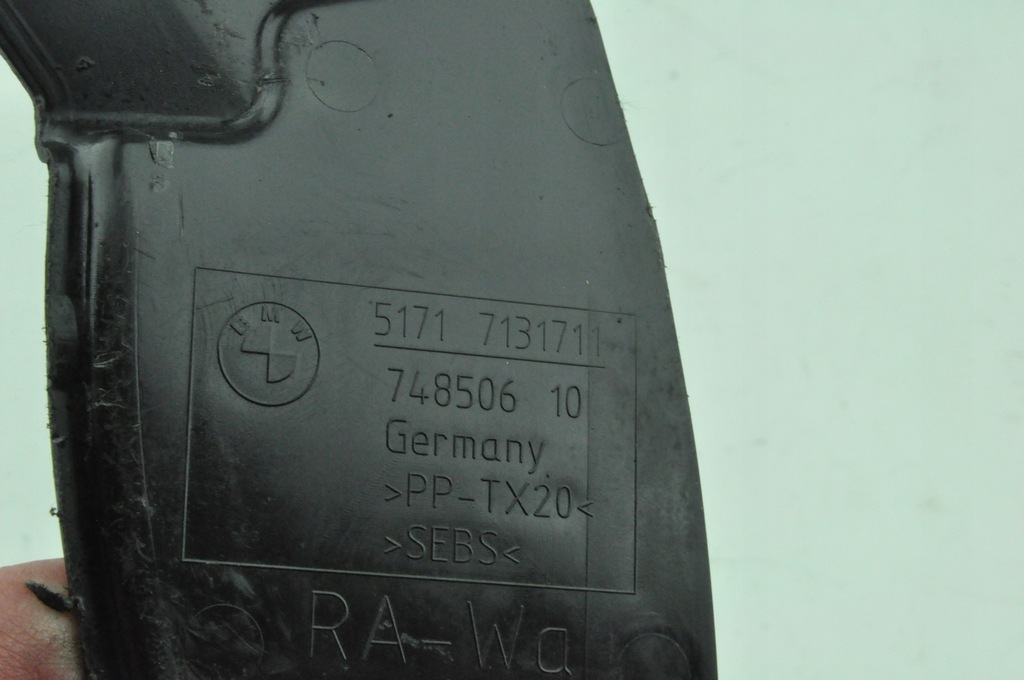 BMW
5171 7131711
748506 10
Germany
>PP-TX20<
>SEBS<
RA-Wa